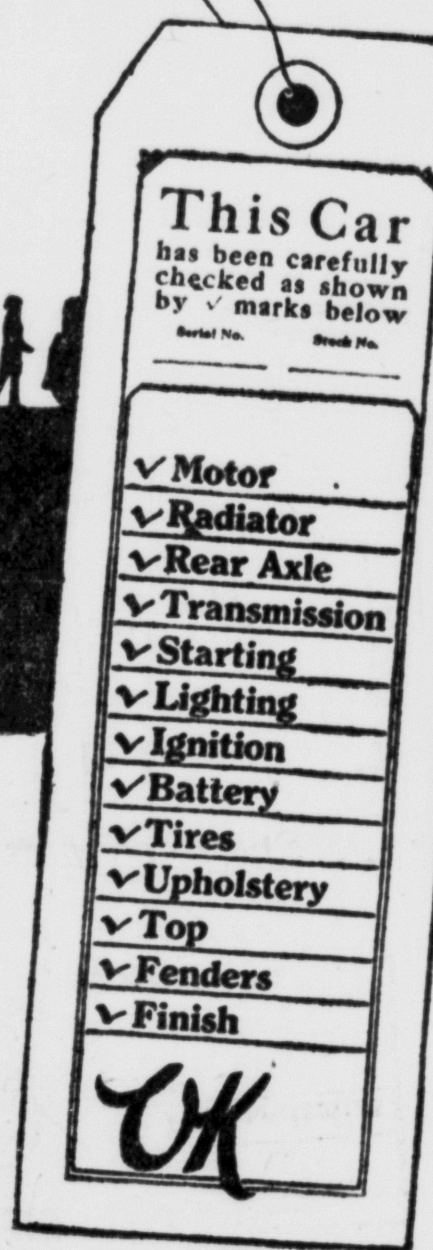 This Car
has been carefully
checked as shown
by ✓ marks below
Serial No. Stock No.
✓ Motor
✓ Radiator
✓ Rear Axle
✓ Transmission
✓ Starting
✓ Lighting
✓ Ignition
✓ Battery
✓ Tires
✓ Upholstery
✓ Top
✓ Fenders
✓ Finish
OK